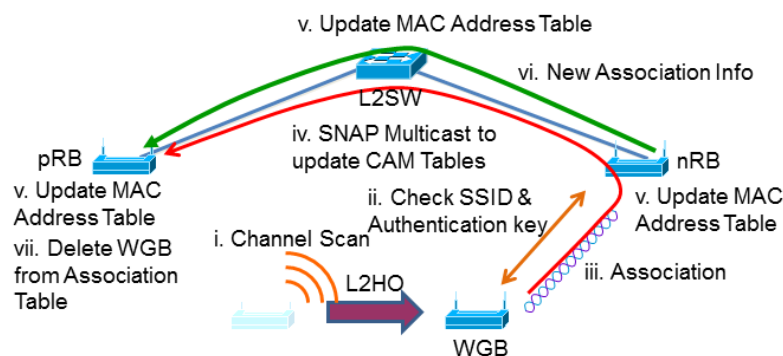 v. Update MAC Address Table
vi. New Association Info
L2SW
pRB
iv. SNAP Multicast to
update CAM Tables
nRB
v. Update MAC
Address Table
vii. Delete WGB
from Association
Table
ii. Check SSID &
Authentication key
v. Update MAC
Address Table
i. Channel Scan
iii. Association
L2HO
WGB